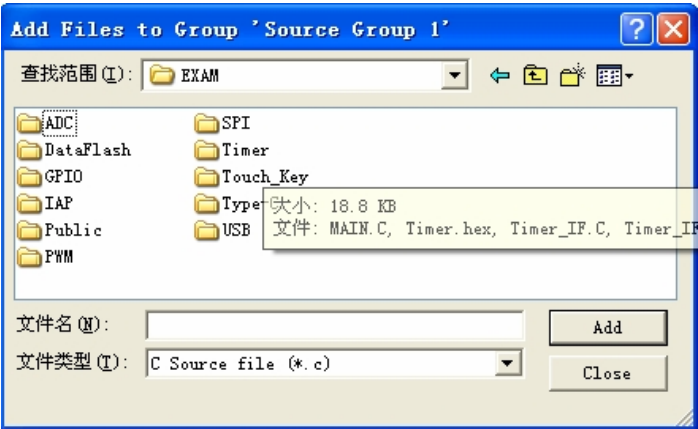 Add Files to Group 'Source Group 1'
查找范围(I):
EXAM
ADC
DataFlash
GPIO
IAP
Public
PWM
SPI
Timer
Touch_Key
Type-
USB
大小: 18.8 KB
文件: MAIN.C, Timer.hex, Timer_IF.C, Timer_IF
文件名(N):
Add
文件类型(T):
C Source file (*.c)
Close